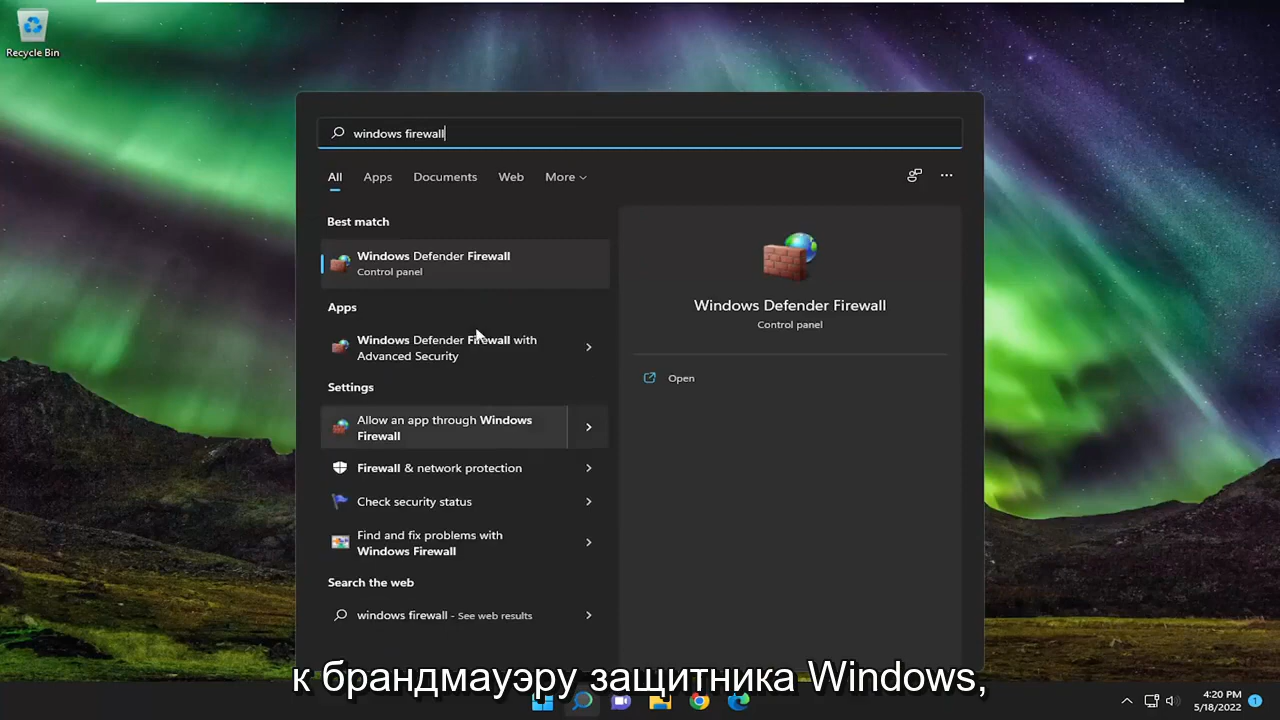 Recycle Bin
windows firewall
All Apps Documents Web More
Best match
Windows Defender Firewall
Control panel
Apps
Windows Defender Firewall with
Advanced Security
Settings
Allow an app through Windows
Firewall
Firewall & network protection
Check security status
Find and fix problems with
Windows Firewall
Search the web
windows firewall - See web results
Windows Defender Firewall
Control panel
Open
к брандмауэру защитника Windows,
4:20 PM
5/18/2022
1